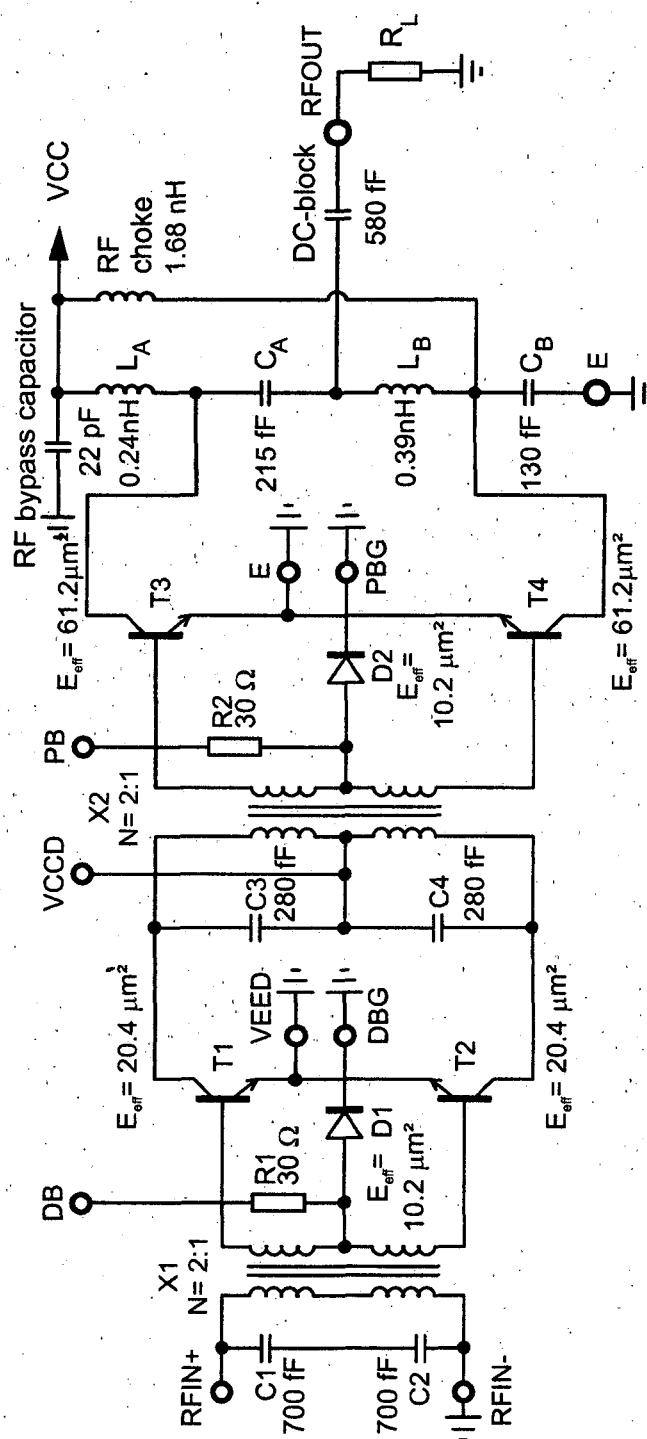 RFIN+
C1
700 fF
700 fF
C2
RFIN-
X1
N= 2:1
DB
R1
30 Ω
E_eff= D1
10.2 µm²
E_eff= 20.4 µm²
T1
VEED
DBG
T2
E_eff= 20.4 µm²
VCCD
C3
280 fF
C4
280 fF
X2
N= 2:1
PB
R2
30 Ω
D2
E_eff=
10.2 µm²
E_eff= 61.2µm²
T3
E
PBG
T4
E_eff= 61.2µm²
RF bypass capacitor
22 pF
L_A
0.24nH
C_A
215 fF
L_B
0.39nH
C_B
130 fF
E
RF
choke
1.68 nH
VCC
DC-block
580 fF
RFOUT
R_L